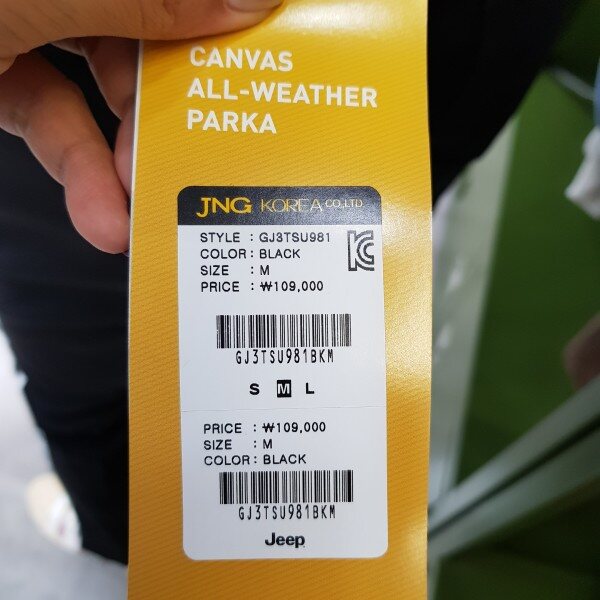 CANVAS
ALL-WEATHER
PARKA
JNG KOREA CO.,LTD
STYLE : GJ3TSU981
COLOR : BLACK
SIZE : M
PRICE : ₩109,000
GJ3TSU981BKM
S M L
PRICE : ₩109,000
SIZE : M
COLOR : BLACK
GJ3TSU981BKM
Jeep